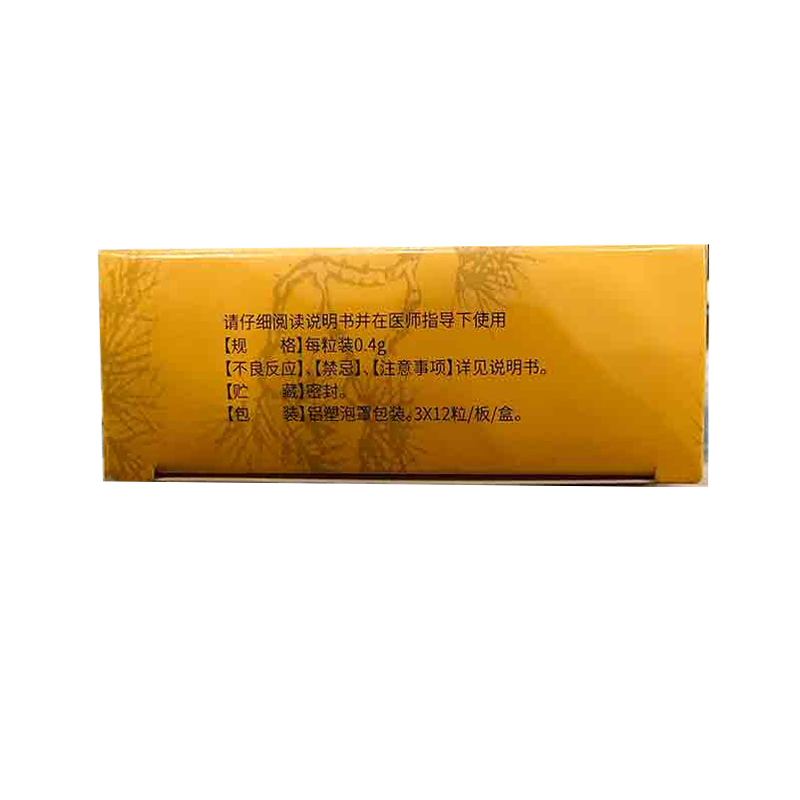 请仔细阅读说明书并在医师指导下使用
【规 格】每粒装0.4g
【不良反应】、【禁忌】、【注意事项】详见说明书。
【贮 藏】密封。
【包 装】铝塑泡罩包装。3X12粒/板/盒。